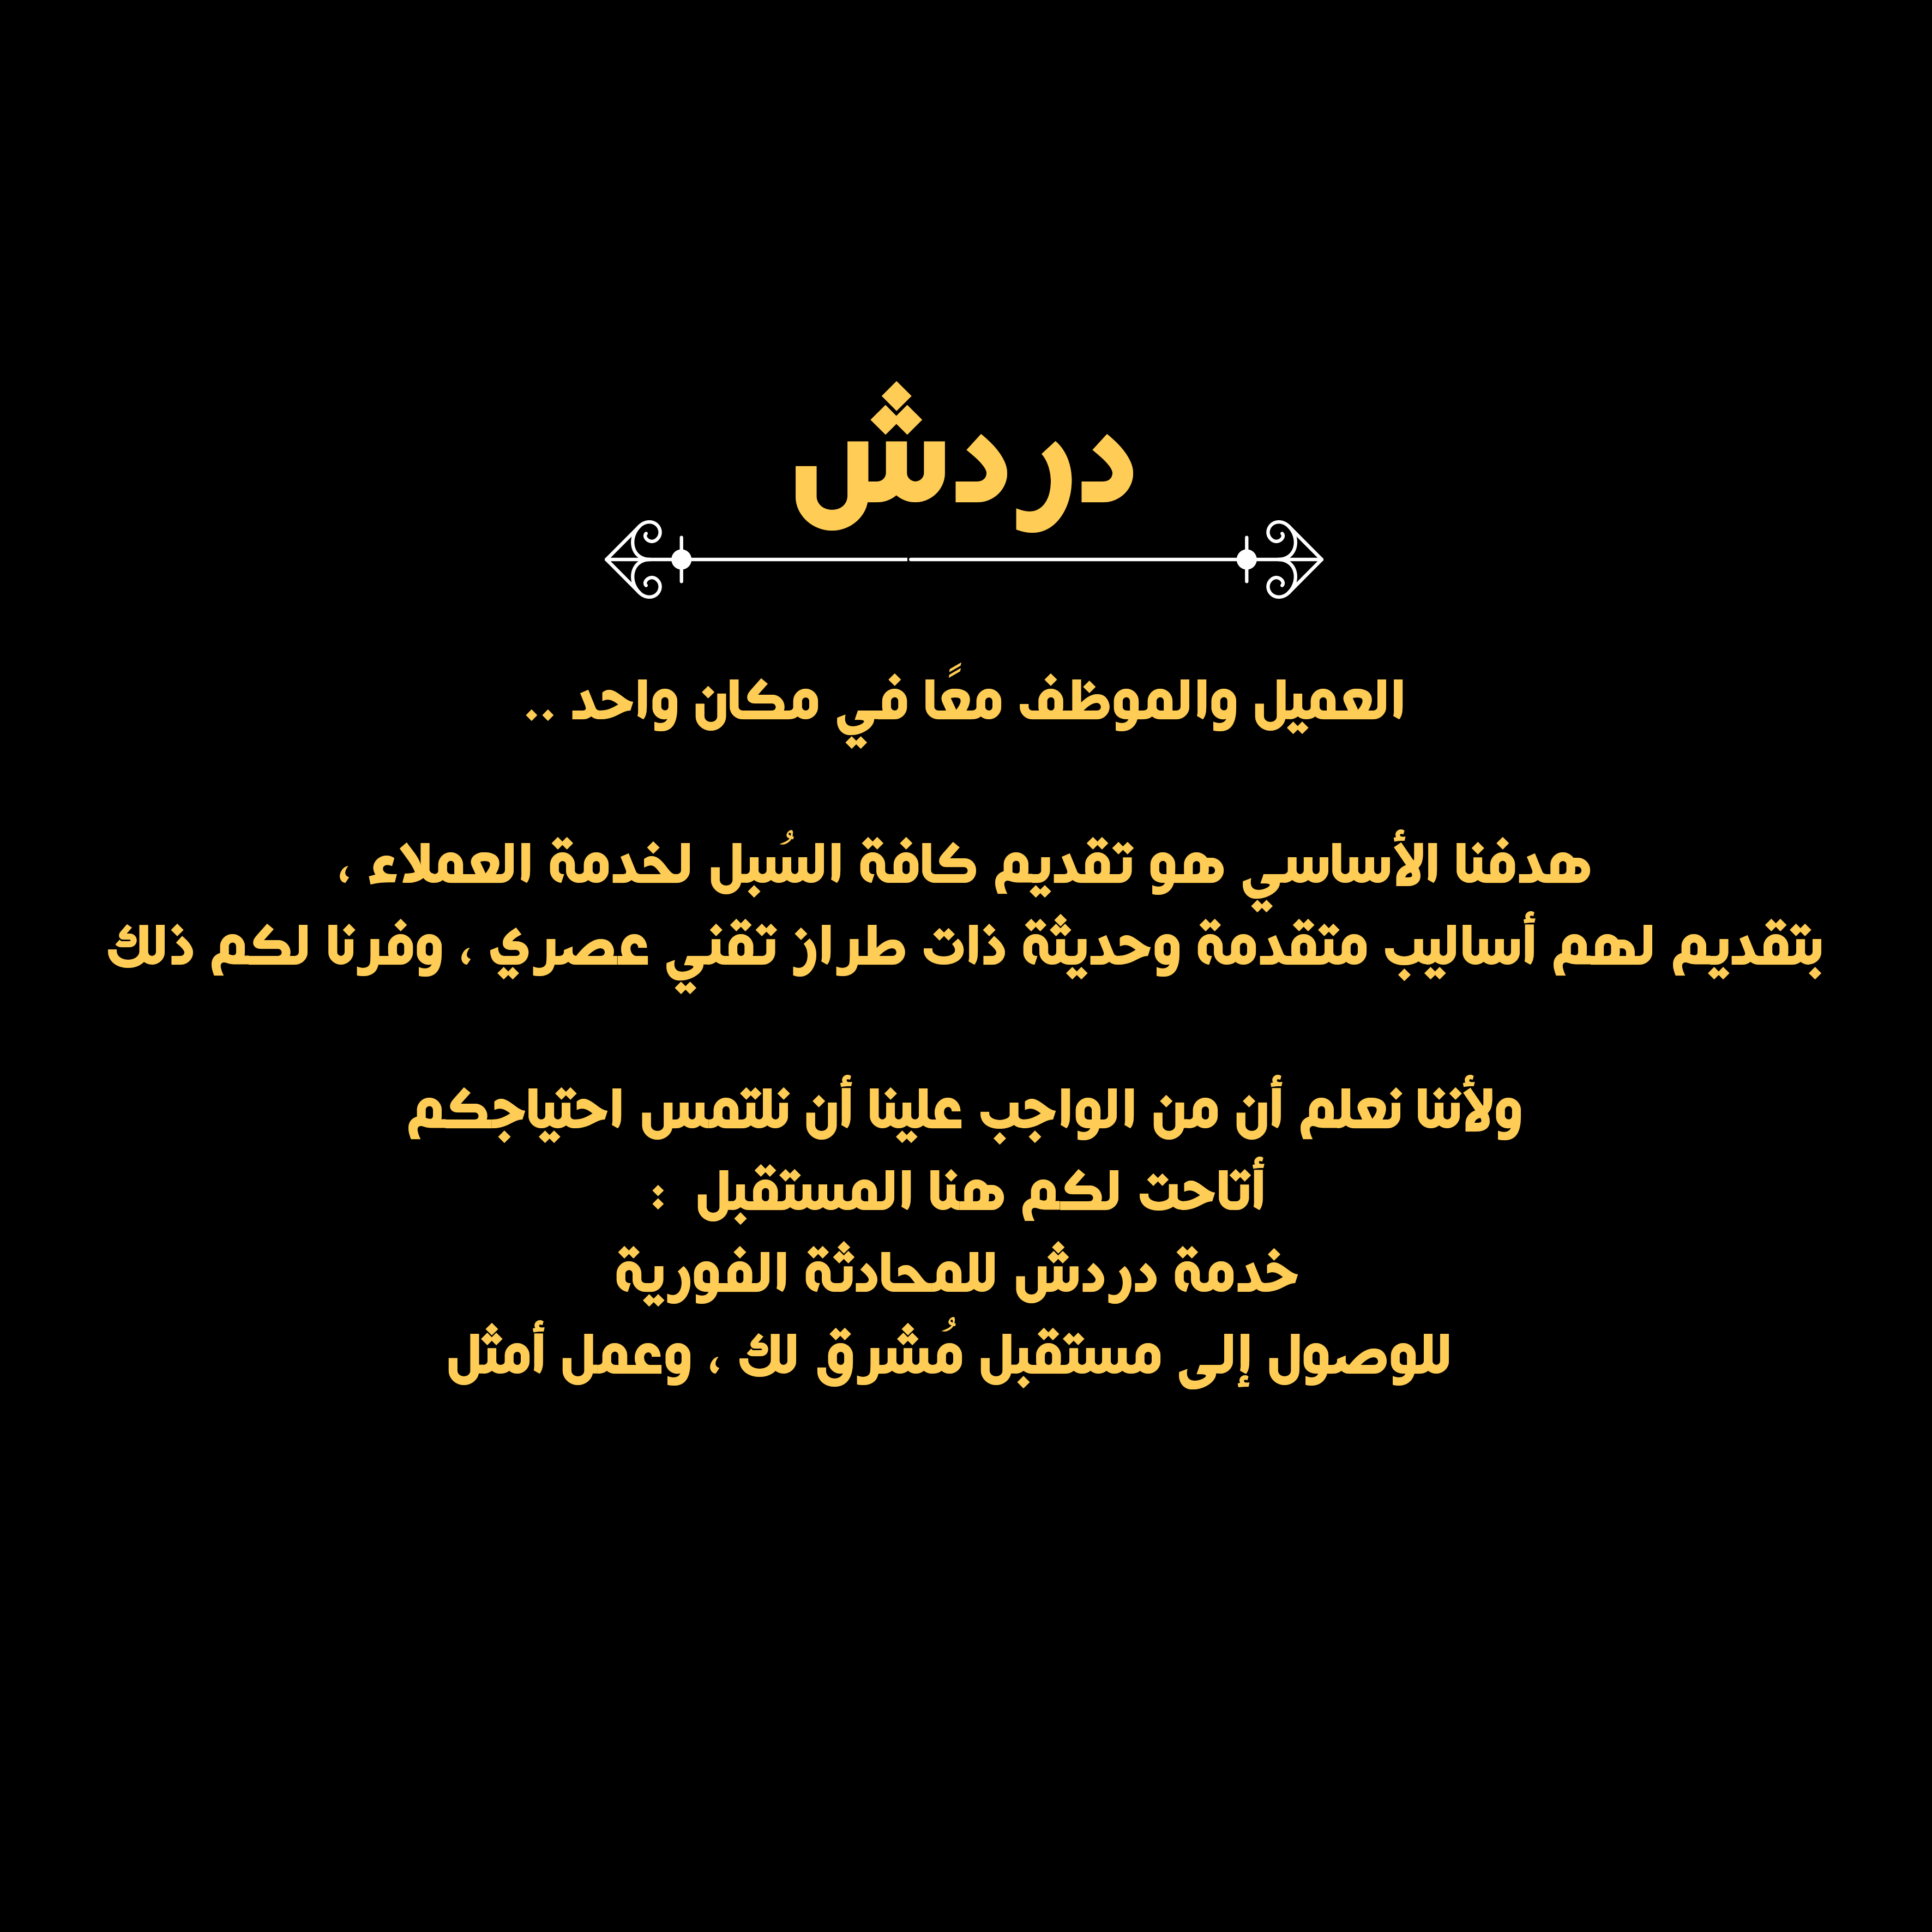 دردش
العميل والموظف معًا في مكان واحد ..
هدفنا الأساسي هو تقديم كافة السُبل لخدمة العملاء ،
بتقديم لهم أساليب متقدمة وحديثة ذات طراز تقني عصري ، وفرنا لكم ذلك
ولأننا نعلم أن من الواجب علينا أن نلتمس احتياجكم
أتاحت لكم هنا المستقبل :
خدمة دردش للمحادثة الفورية
للوصول إلى مستقبل مُشرق لك ، وعمل أمثل